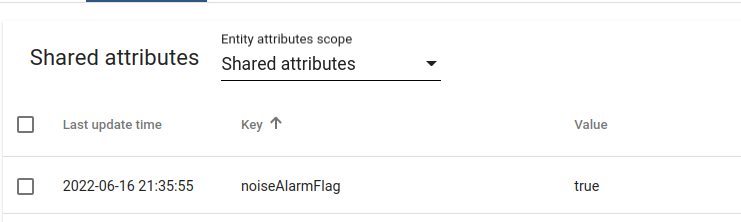 Shared attributes
Entity attributes scope
Shared attributes
Last update time Key Value
2022-06-16 21:35:55 noiseAlarmFlag true